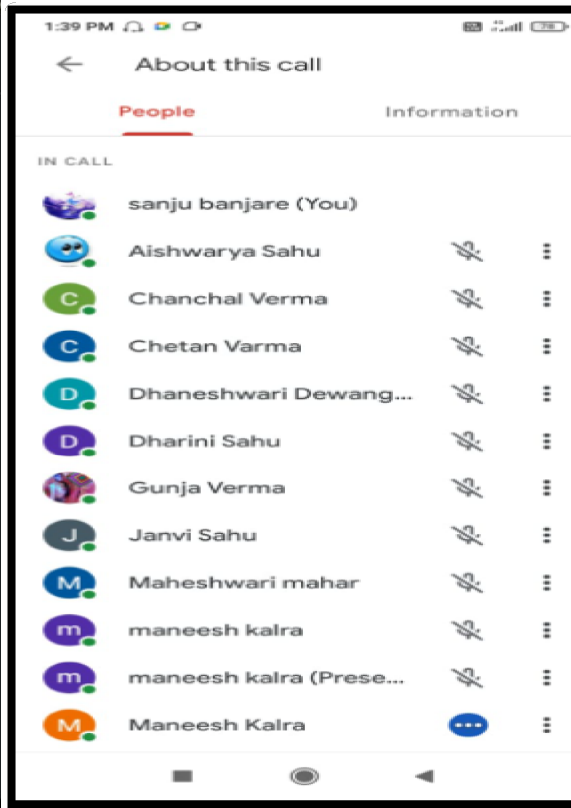 1:39 PM 78
About this call
People Information
IN CALL
sanju banjare (You)
Aishwarya Sahu
C Chanchal Verma
C Chetan Varma
D Dhaneshwari Dewang...
D Dharini Sahu
Gunja Verma
J Janvi Sahu
M Maheshwari mahar
m maneesh kalra
m maneesh kalra (Prese...
M Maneesh Kalra